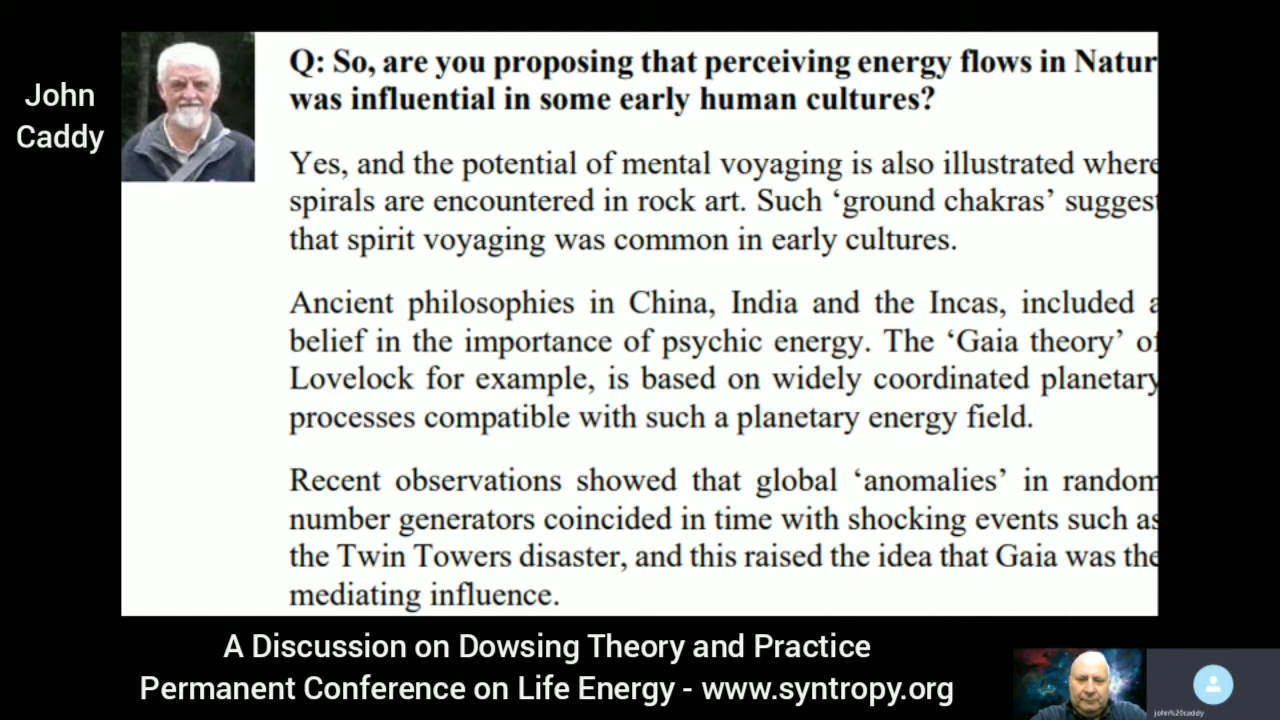 John
Caddy
Q: So, are you proposing that perceiving energy flows in Natur
was influential in some early human cultures?
Yes, and the potential of mental voyaging is also illustrated where
spirals are encountered in rock art. Such ‘ground chakras’ suggest
that spirit voyaging was common in early cultures.
Ancient philosophies in China, India and the Incas, included a
belief in the importance of psychic energy. The ‘Gaia theory’ of
Lovelock for example, is based on widely coordinated planetary
processes compatible with such a planetary energy field.
Recent observations showed that global ‘anomalies’ in random
number generators coincided in time with shocking events such as
the Twin Towers disaster, and this raised the idea that Gaia was the
mediating influence.
A Discussion on Dowsing Theory and Practice
Permanent Conference on Life Energy - www.syntropy.org
john%20caddy